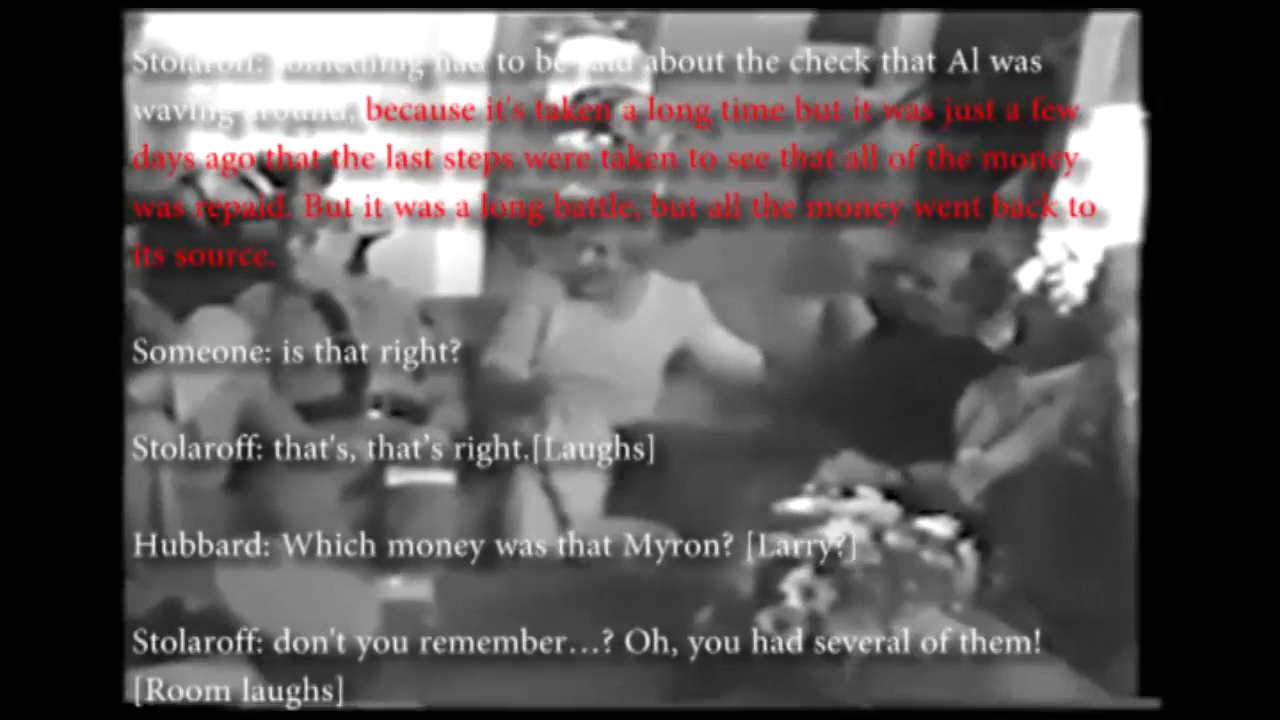 Stolaroff: something had to be said about the check that Al was
waving around, because it's taken a long time but it was just a few
days ago that the last steps were taken to see that all of the money
was repaid. But it was a long battle, but all the money went back to
its source.
Someone: is that right?
Stolaroff: that's, that’s right.[Laughs]
Hubbard: Which money was that Myron? [Larry?]
Stolaroff: don't you remember…? Oh, you had several of them!
[Room laughs]